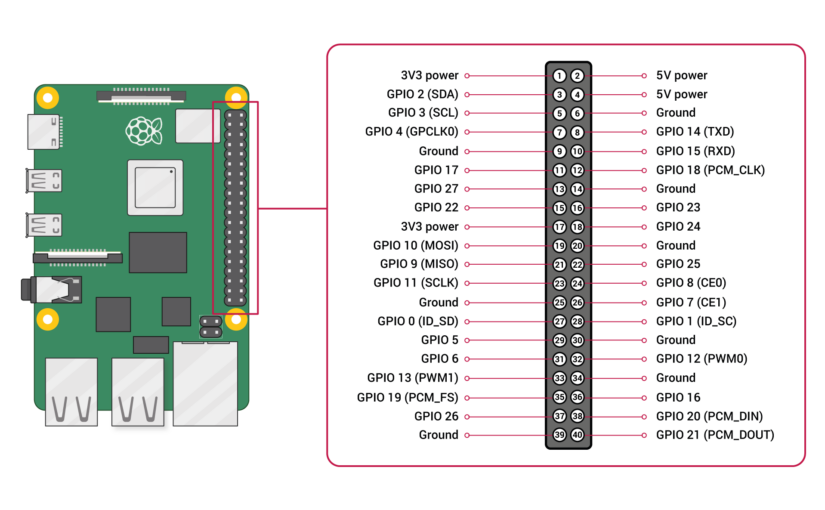 3V3 power 1 2 5V power
GPIO 2 (SDA) 3 4 5V power
GPIO 3 (SCL) 5 6 Ground
GPIO 4 (GPCLK0) 7 8 GPIO 14 (TXD)
Ground 9 10 GPIO 15 (RXD)
GPIO 17 11 12 GPIO 18 (PCM_CLK)
GPIO 27 13 14 Ground
GPIO 22 15 16 GPIO 23
3V3 power 17 18 GPIO 24
GPIO 10 (MOSI) 19 20 Ground
GPIO 9 (MISO) 21 22 GPIO 25
GPIO 11 (SCLK) 23 24 GPIO 8 (CE0)
Ground 25 26 GPIO 7 (CE1)
GPIO 0 (ID_SD) 27 28 GPIO 1 (ID_SC)
GPIO 5 29 30 Ground
GPIO 6 31 32 GPIO 12 (PWM0)
GPIO 13 (PWM1) 33 34 Ground
GPIO 19 (PCM_FS) 35 36 GPIO 16
GPIO 26 37 38 GPIO 20 (PCM_DIN)
Ground 39 40 GPIO 21 (PCM_DOUT)